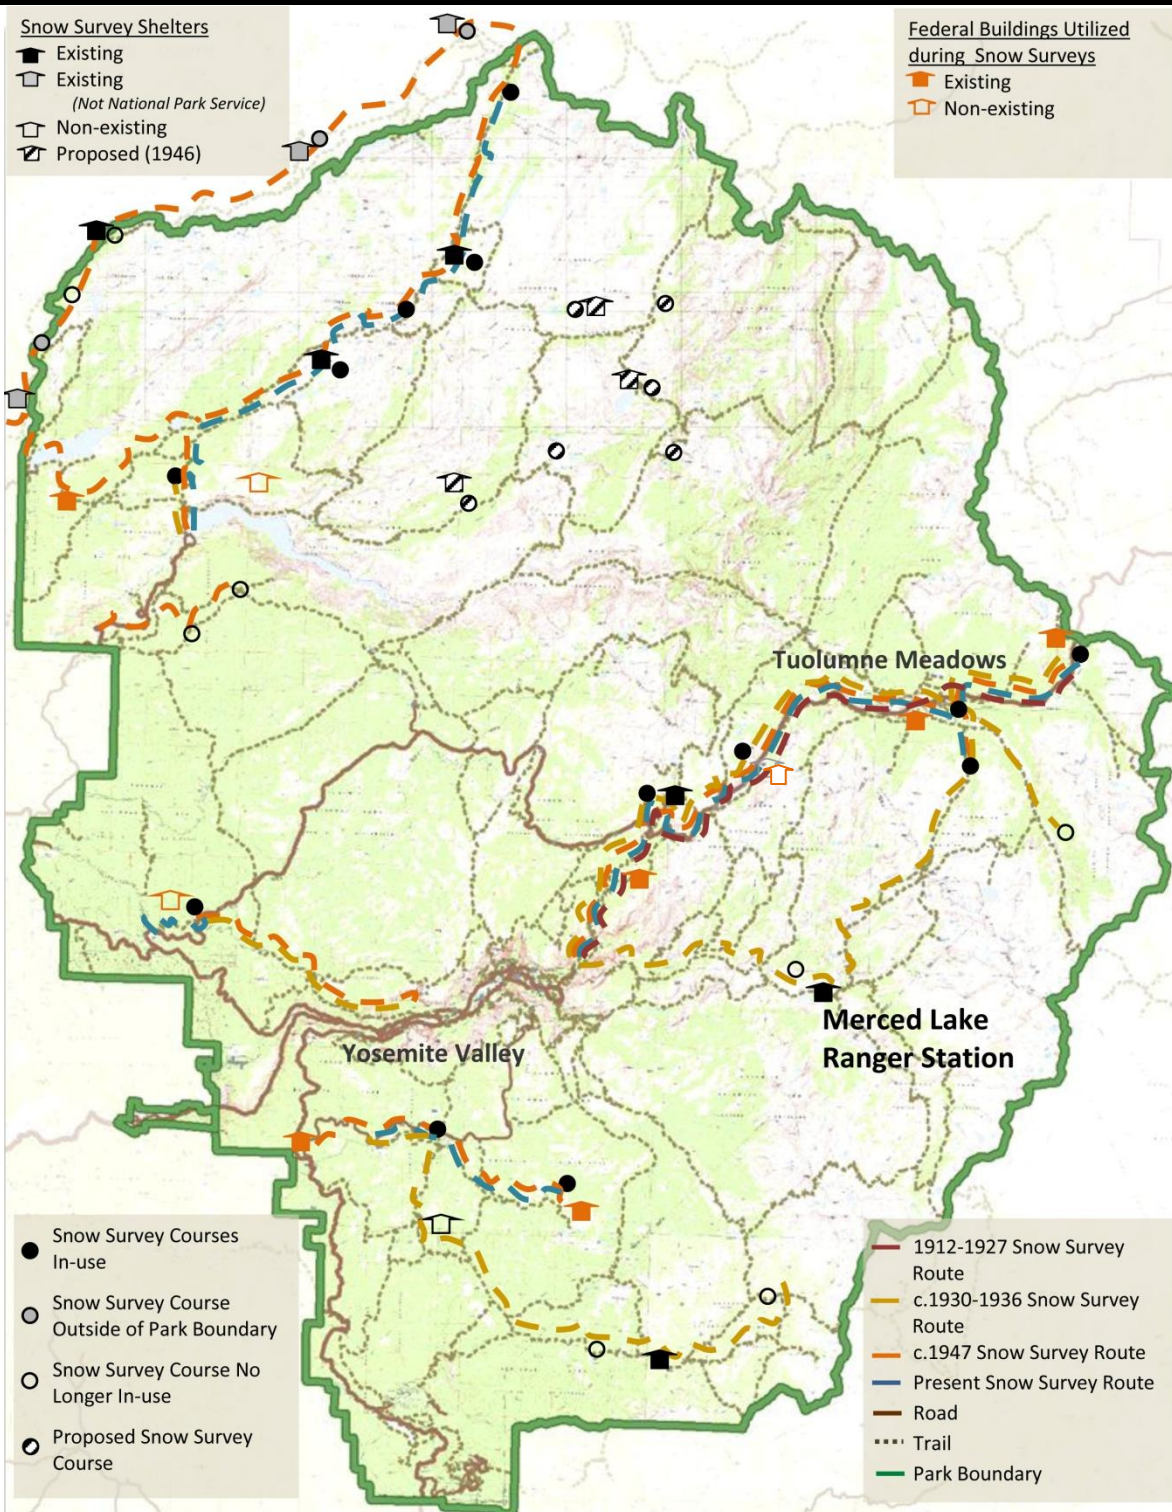 Snow Survey Shelters
Existing
Existing
(Not National Park Service)
Non-existing
Proposed (1946)
Federal Buildings Utilized
during Snow Surveys
Existing
Non-existing
Tuolumne Meadows
Merced Lake
Ranger Station
Yosemite Valley
Snow Survey Courses
In-use
Snow Survey Course
Outside of Park Boundary
Snow Survey Course No
Longer In-use
Proposed Snow Survey
Course
1912-1927 Snow Survey
Route
c.1930-1936 Snow Survey
Route
c.1947 Snow Survey Route
Present Snow Survey Route
Road
Trail
Park Boundary